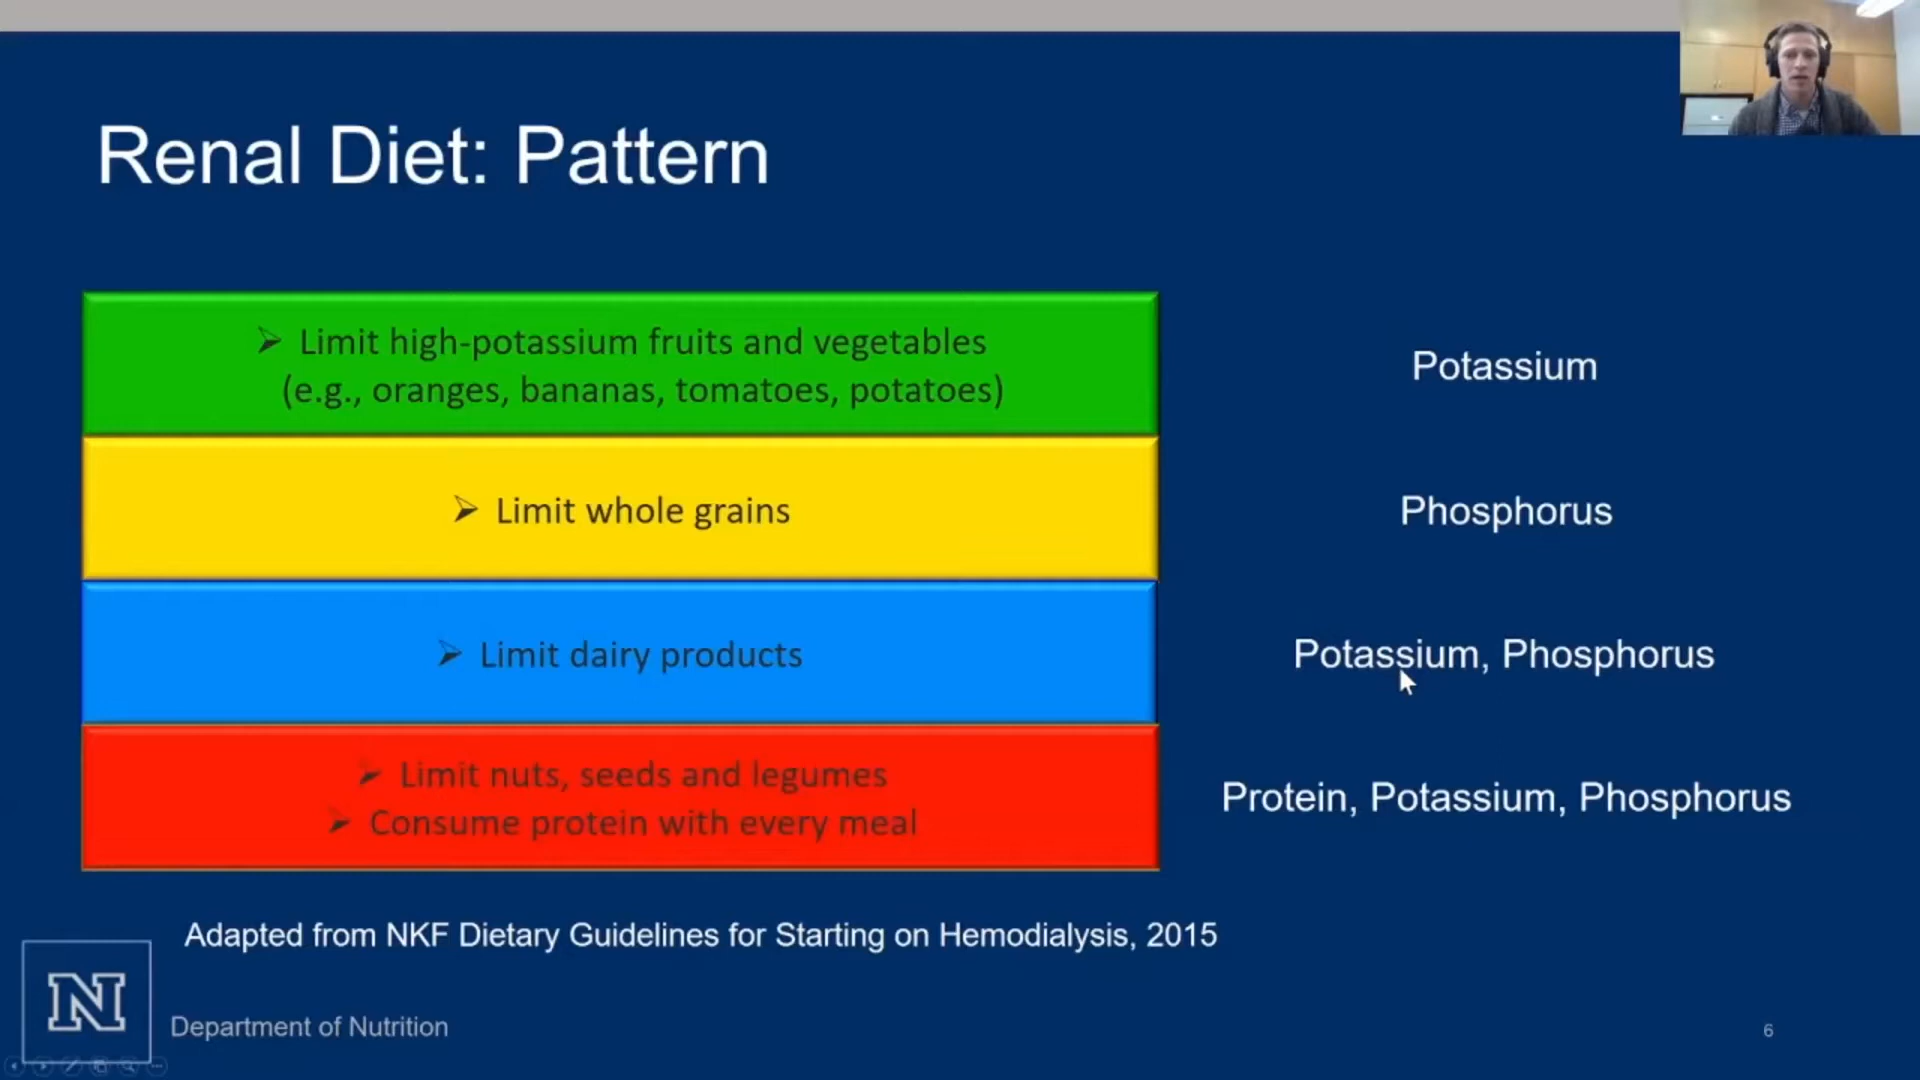 Renal Diet: Pattern
➢ Limit high-potassium fruits and vegetables
(e.g., oranges, bananas, tomatoes, potatoes)
Potassium
➢ Limit whole grains
Phosphorus
➢ Limit dairy products
Potassium, Phosphorus
➢ Limit nuts, seeds and legumes
➢ Consume protein with every meal
Protein, Potassium, Phosphorus
Adapted from NKF Dietary Guidelines for Starting on Hemodialysis, 2015
N
Department of Nutrition
6